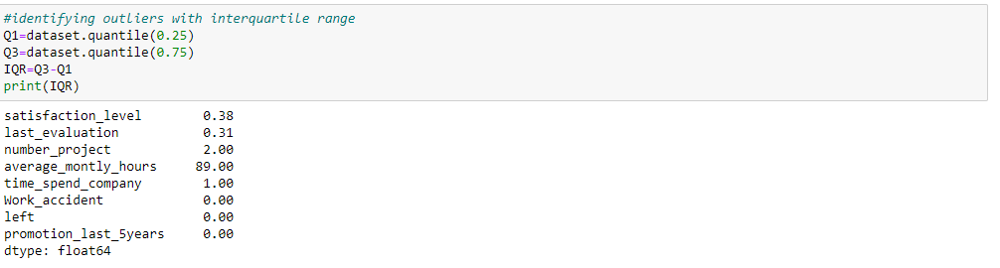 #identifying outliers with interquartile range
Q1=dataset.quantile(0.25)
Q3=dataset.quantile(0.75)
IQR=Q3-Q1
print(IQR)
satisfaction_level 0.38
last_evaluation 0.31
number_project 2.00
average_montly_hours 89.00
time_spend_company 1.00
Work_accident 0.00
left 0.00
promotion_last_5years 0.00
dtype: float64